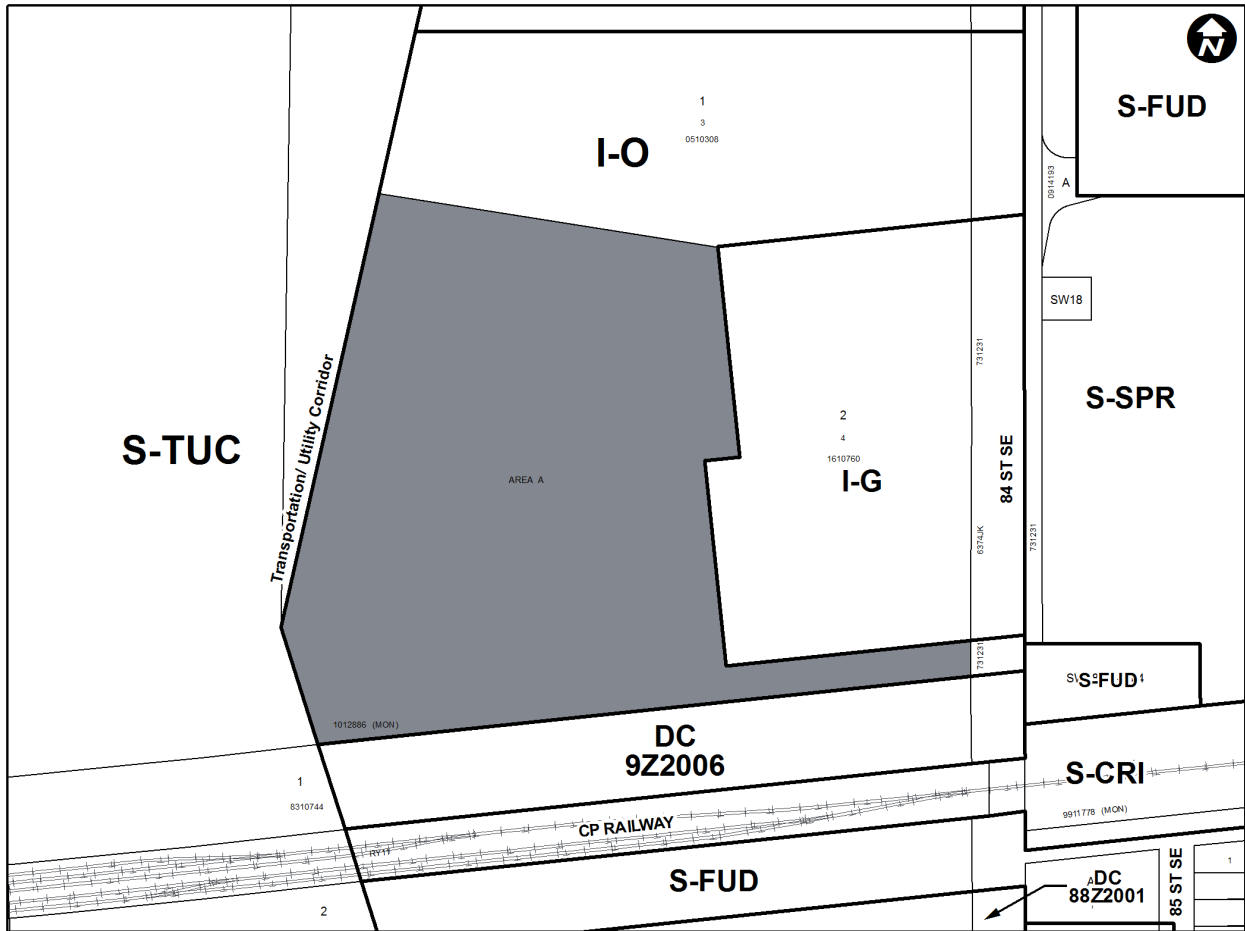 N
S-FUD
1
3
0510308
I-O
0914193
A
SW18
731231
S-TUC
Transportation/ Utility Corridor
AREA A
2
4
1610760
I-G
84 ST SE
S-SPR
6374JK
731231
731231
S-FUD
1012886 (MON)
DC
9Z2006
1
8310744
S-CRI
9911778 (MON)
CP RAILWAY
RY11
S-FUD
2
A
DC
88Z2001
85 ST SE
1